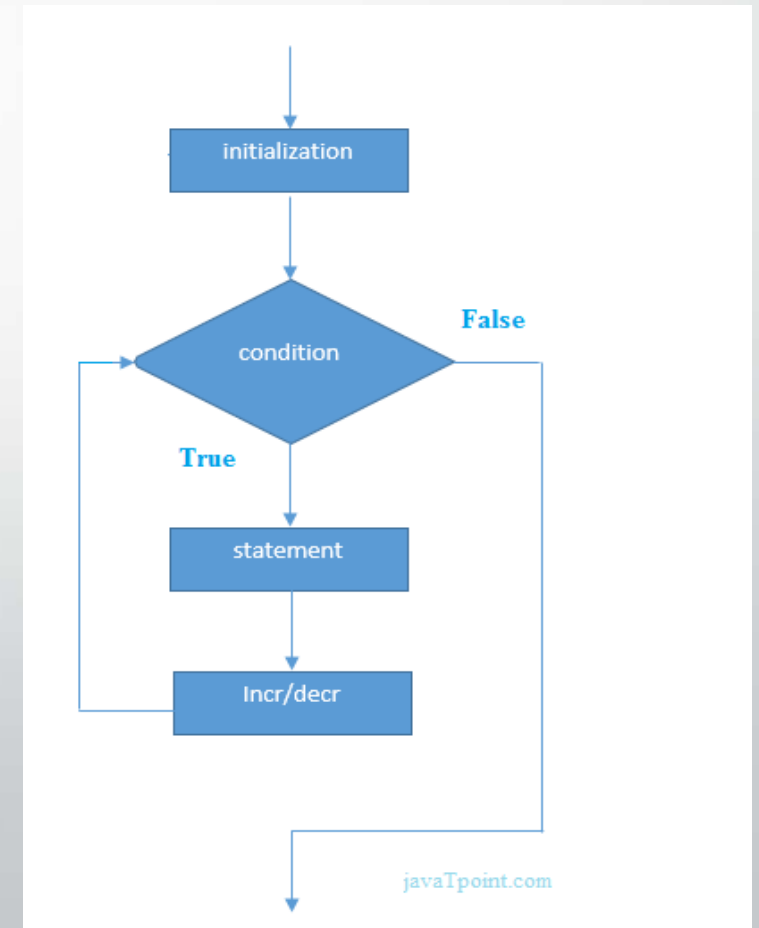 initialization
condition
False
True
statement
Incr/decr
javaTpoint.com